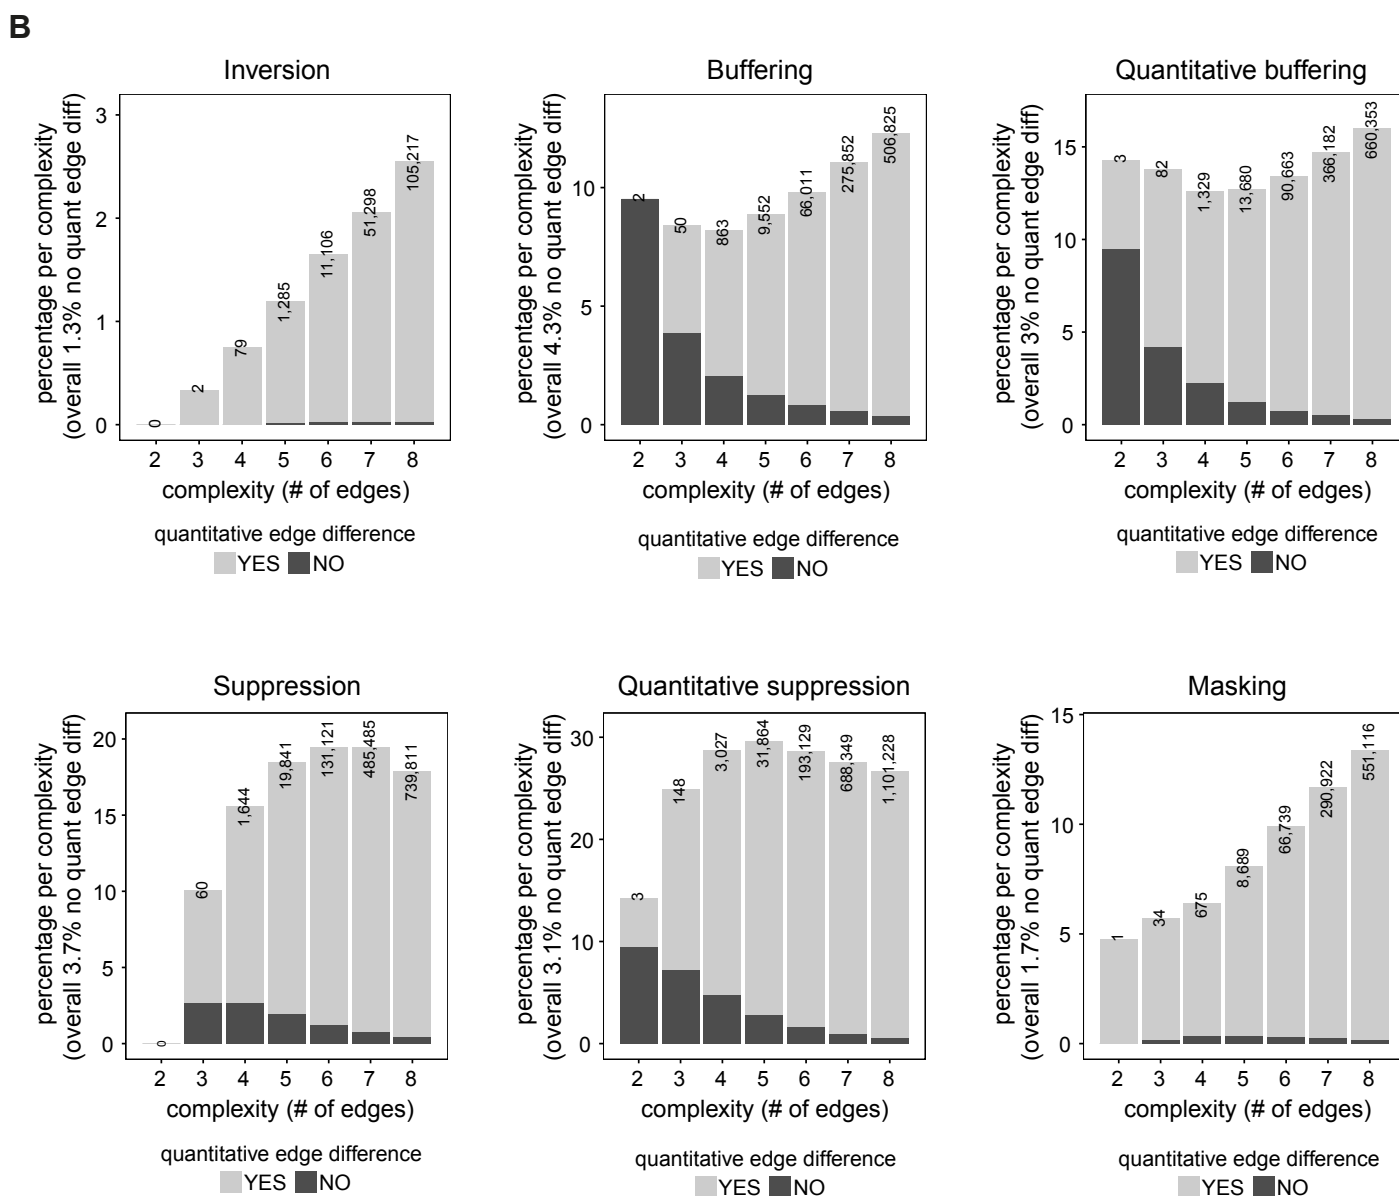 B
Inversion
percentage per complexity
(overall 1.3% no quant edge diff)
3
2
1
0
0
2
79
1,285
11,106
51,298
105,217
2 3 4 5 6 7 8
complexity (# of edges)
quantitative edge difference
YES NO
Buffering
percentage per complexity
(overall 4.3% no quant edge diff)
10
5
0
2
50
863
9,552
66,011
275,852
506,825
2 3 4 5 6 7 8
complexity (# of edges)
quantitative edge difference
YES NO
Quantitative buffering
percentage per complexity
(overall 3% no quant edge diff)
15
10
5
0
3
82
1,329
13,680
90,663
366,182
660,353
2 3 4 5 6 7 8
complexity (# of edges)
quantitative edge difference
YES NO
Suppression
percentage per complexity
(overall 3.7% no quant edge diff)
20
15
10
5
0
0
60
1,644
19,841
131,121
485,485
739,811
2 3 4 5 6 7 8
complexity (# of edges)
quantitative edge difference
YES NO
Quantitative suppression
percentage per complexity
(overall 3.1% no quant edge diff)
30
20
10
0
3
148
3,027
31,864
193,129
688,349
1,101,228
2 3 4 5 6 7 8
complexity (# of edges)
quantitative edge difference
YES NO
Masking
percentage per complexity
(overall 1.7% no quant edge diff)
15
10
5
0
1
34
675
8,689
66,739
290,922
551,116
2 3 4 5 6 7 8
complexity (# of edges)
quantitative edge difference
YES NO